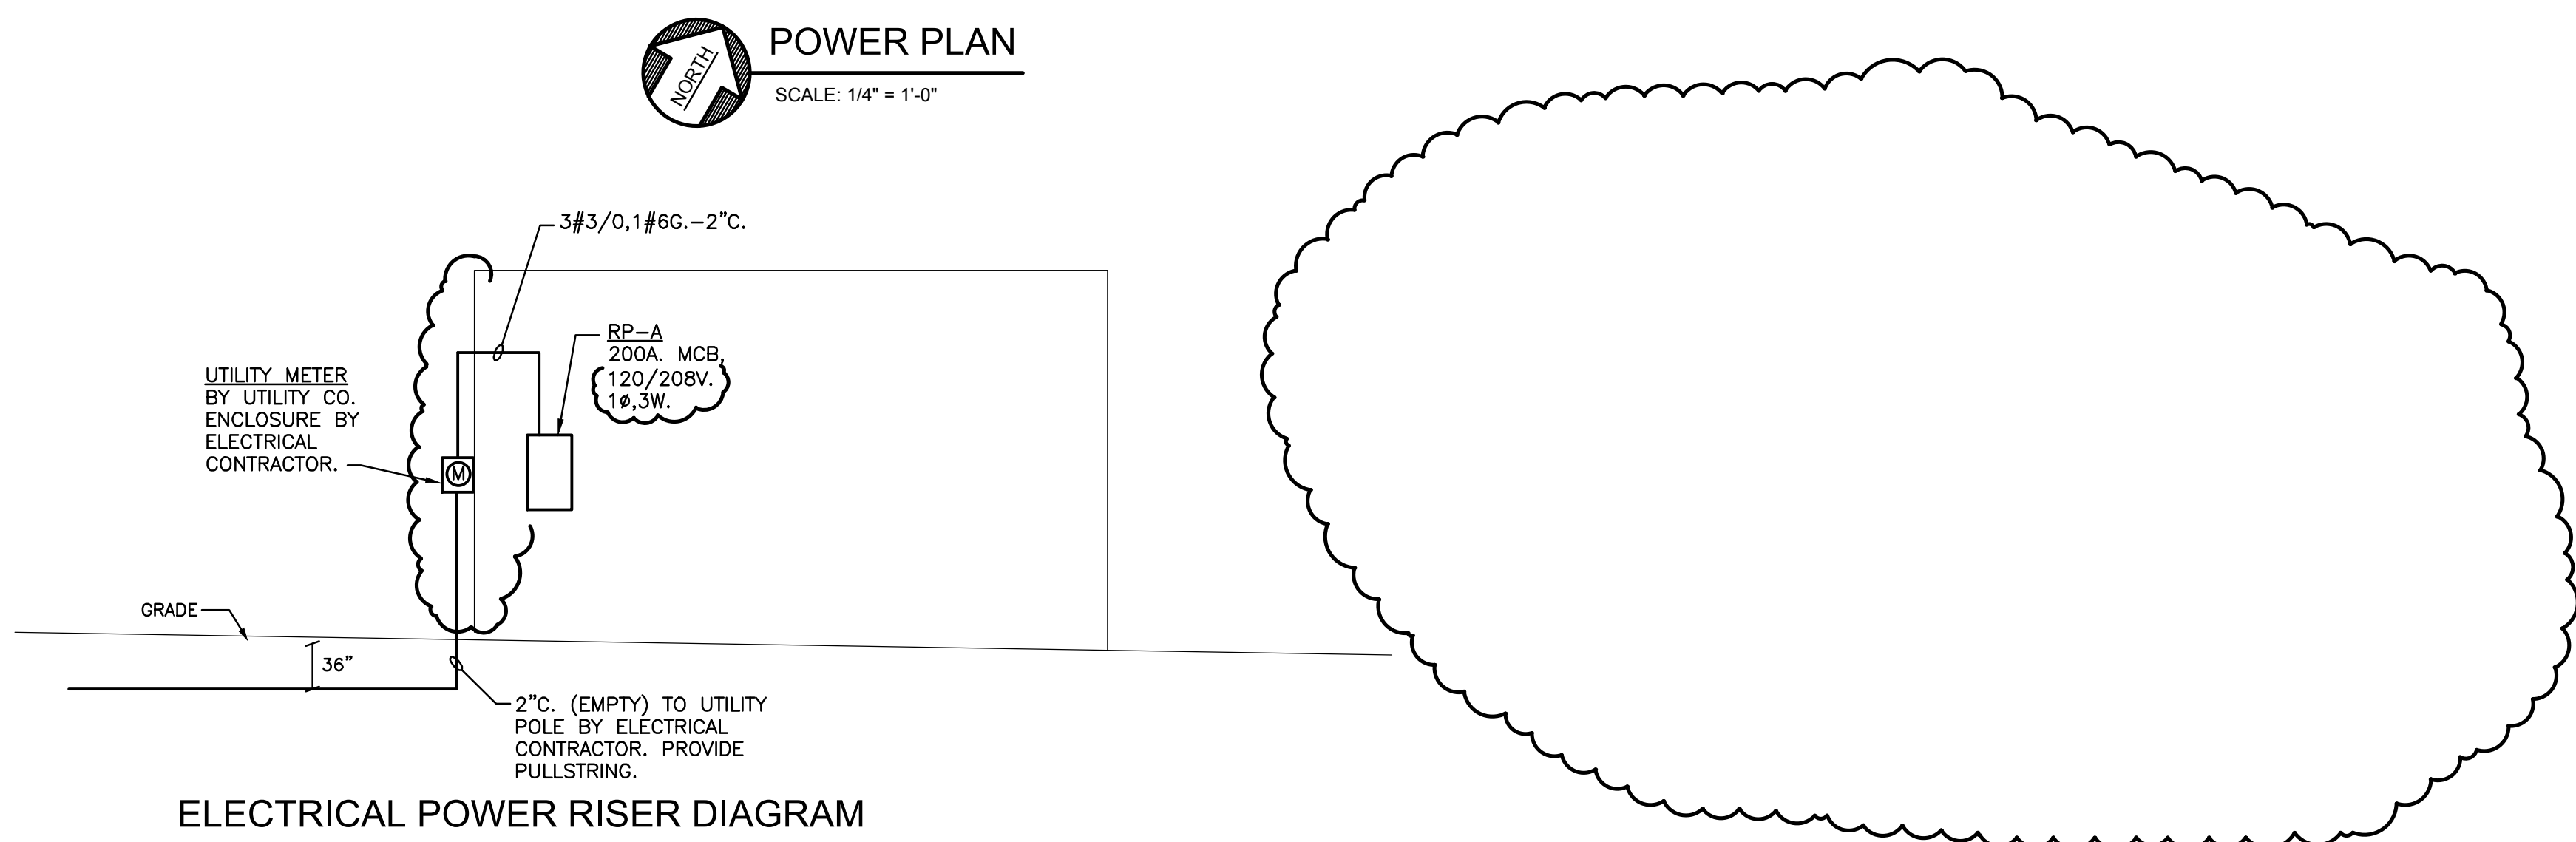 POWER PLAN
NORTH
SCALE: 1/4" = 1'-0"
3#3/0,1#6G.-2"C.
RP-A
200A. MCB,
120/208V.
1ø,3W.
UTILITY METER
BY UTILITY CO.
ENCLOSURE BY
ELECTRICAL
CONTRACTOR.
M
GRADE
36"
2"C. (EMPTY) TO UTILITY
POLE BY ELECTRICAL
CONTRACTOR. PROVIDE
PULLSTRING.
ELECTRICAL POWER RISER DIAGRAM